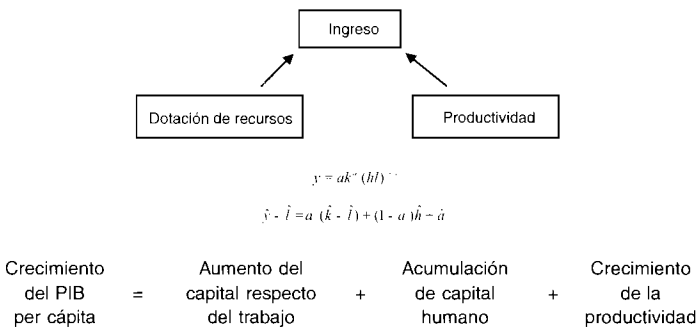 Ingreso
Dotación de recursos
Productividad
y = ak (hl)
ŷ - l̂ = a (k̂ - l̂) + (1 - a)ĥ + â
Crecimiento del PIB per cápita = Aumento del capital respecto del trabajo + Acumulación de capital humano + Crecimiento de la productividad